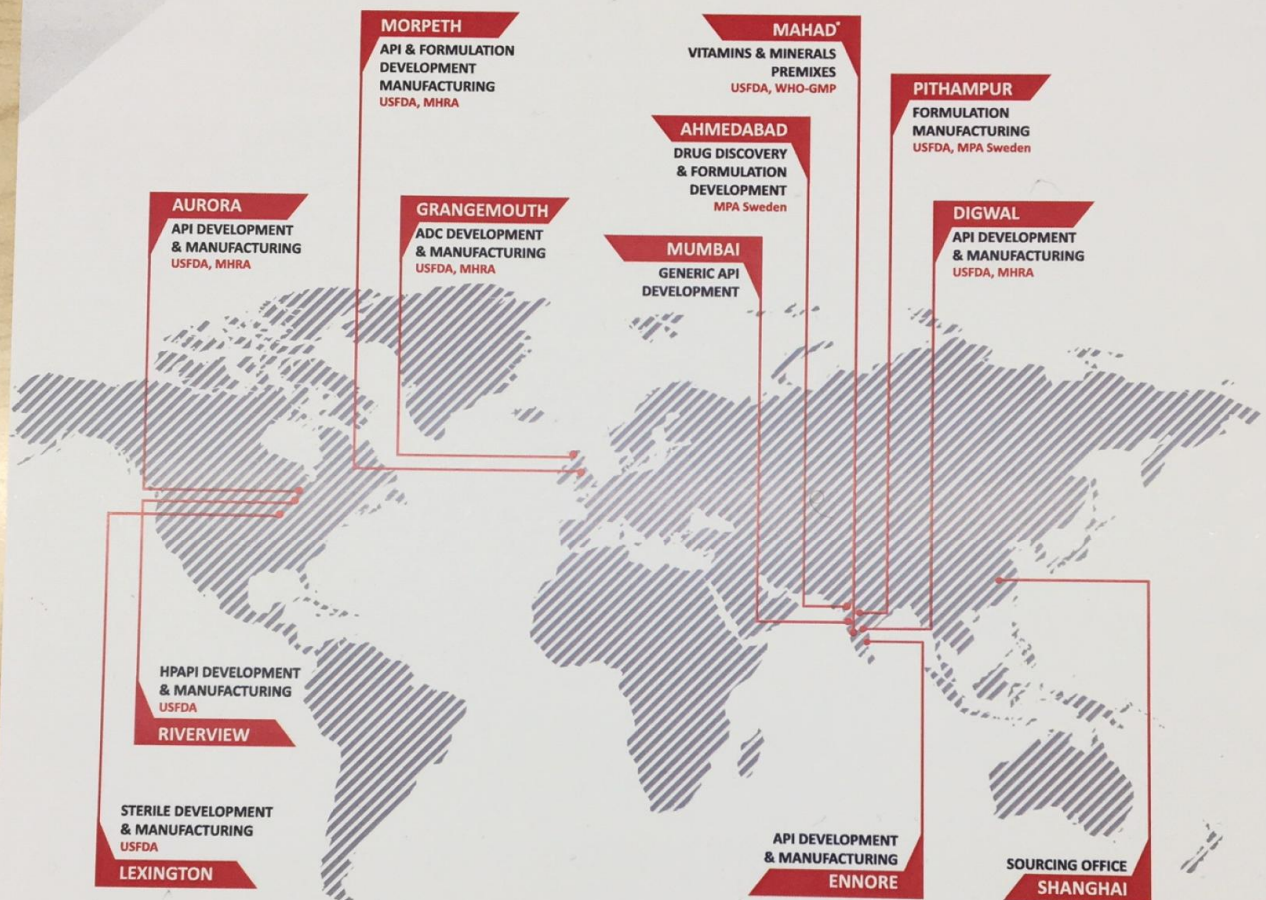 MORPETH
API & FORMULATION
DEVELOPMENT
MANUFACTURING
USFDA, MHRA
MAHAD*
VITAMINS & MINERALS
PREMIXES
USFDA, WHO-GMP
PITHAMPUR
FORMULATION
MANUFACTURING
USFDA, MPA Sweden
AHMEDABAD
DRUG DISCOVERY
& FORMULATION
DEVELOPMENT
MPA Sweden
AURORA
API DEVELOPMENT
& MANUFACTURING
USFDA, MHRA
GRANGEMOUTH
ADC DEVELOPMENT
& MANUFACTURING
USFDA, MHRA
MUMBAI
GENERIC API
DEVELOPMENT
DIGWAL
API DEVELOPMENT
& MANUFACTURING
USFDA, MHRA
HPAPI DEVELOPMENT
& MANUFACTURING
USFDA
RIVERVIEW
STERILE DEVELOPMENT
& MANUFACTURING
USFDA
LEXINGTON
API DEVELOPMENT
& MANUFACTURING
ENNORE
SOURCING OFFICE
SHANGHAI